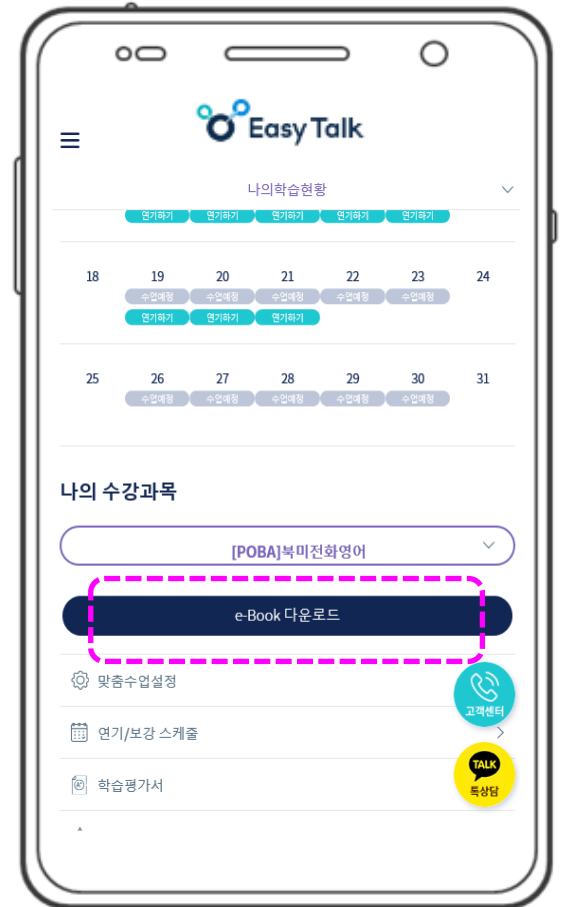 Easy Talk
나의학습현황
연기하기 연기하기 연기하기 연기하기 연기하기
18 19 20 21 22 23 24
수업예정 수업예정 수업예정 수업예정 수업예정
연기하기 연기하기 연기하기
25 26 27 28 29 30 31
수업예정 수업예정 수업예정 수업예정 수업예정
나의 수강과목
[POBA]북미전화영어
e-Book 다운로드
맞춤수업설정
고객센터
연기/보강 스케줄
TALK
톡상담
학습평가서